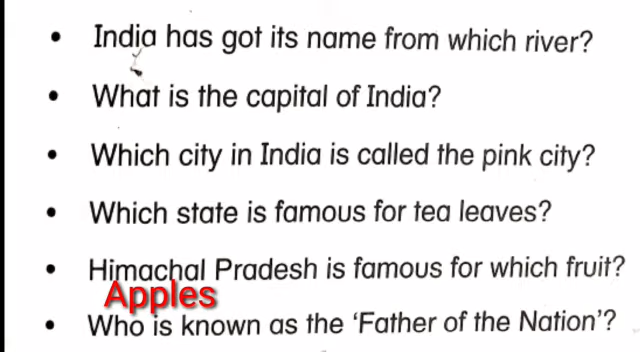 • India has got its name from which river?
• What is the capital of India?
• Which city in India is called the pink city?
• Which state is famous for tea leaves?
• Himachal Pradesh is famous for which fruit?
Apples
• Who is known as the ‘Father of the Nation’?